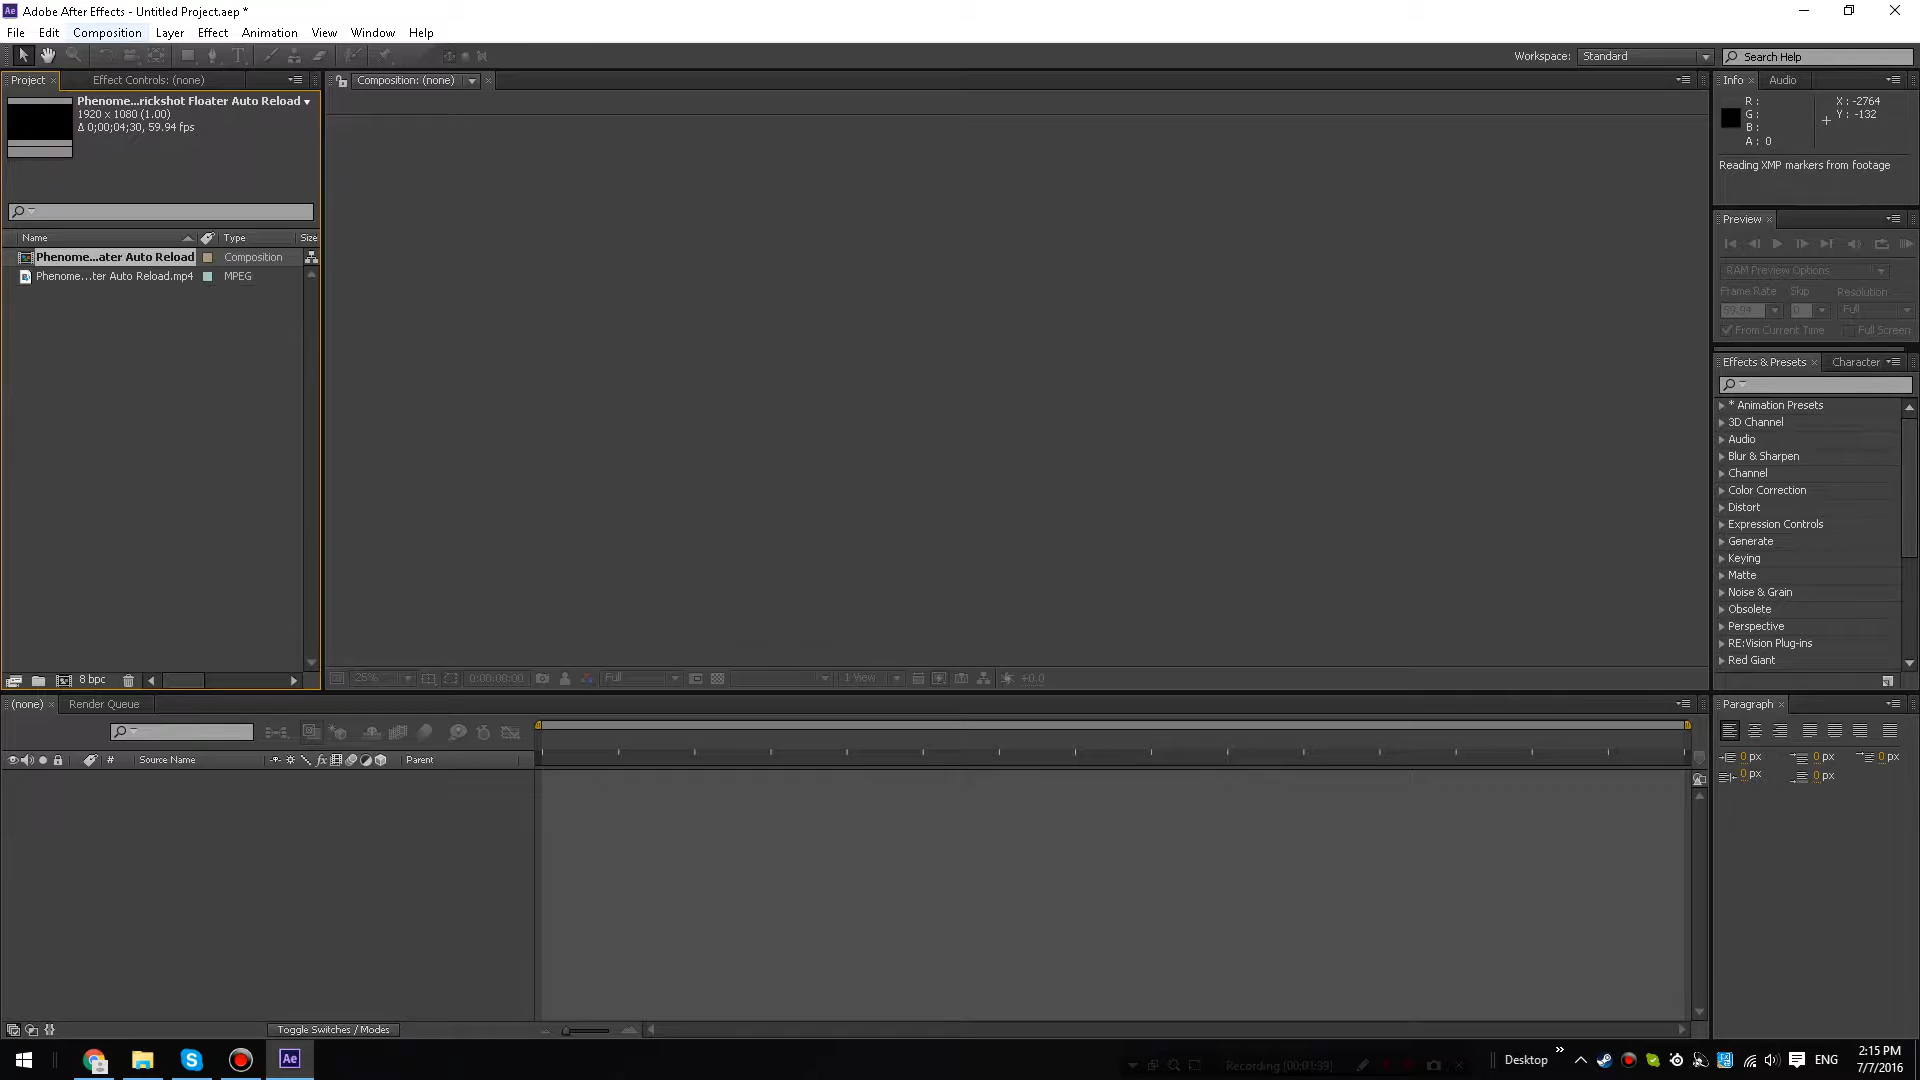 Adobe After Effects - Untitled Project.aep *
File Edit Composition Layer Effect Animation View Window Help
Workspace: Standard Search Help
Project Effect Controls: (none) Composition: (none) Info Audio
Phenome...rickshot Floater Auto Reload
1920 x 1080 (1.00)
Δ 0;00;04;30, 59.94 fps
R :
G :
B :
A : 0
X : -2764
Y : -132
Reading XMP markers from footage
Preview
RAM Preview Options
Frame Rate Skip Resolution
59.94 0 Full
From Current Time Full Screen
Name Type Size
Phenome...ater Auto Reload Composition
Phenome...ter Auto Reload.mp4 MPEG
Effects & Presets Character
* Animation Presets
3D Channel
Audio
Blur & Sharpen
Channel
Color Correction
Distort
Expression Controls
Generate
Keying
Matte
Noise & Grain
Obsolete
Perspective
RE:Vision Plug-ins
Red Giant
8 bpc
25% 0;00;00;00 Full 1 View +0.0
(none) Render Queue
# Source Name fx Parent
Paragraph
0 px 0 px 0 px
0 px 0 px
Toggle Switches / Modes
Ae Recording [00:01:39] Desktop ENG
2:15 PM
7/7/2016